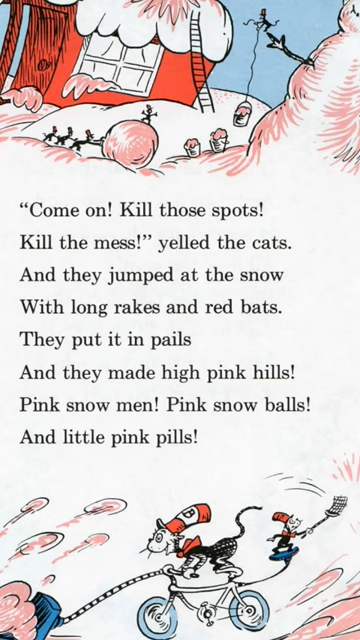 “Come on! Kill those spots!
Kill the mess!” yelled the cats.
And they jumped at the snow
With long rakes and red bats.
They put it in pails
And they made high pink hills!
Pink snow men! Pink snow balls!
And little pink pills!
B